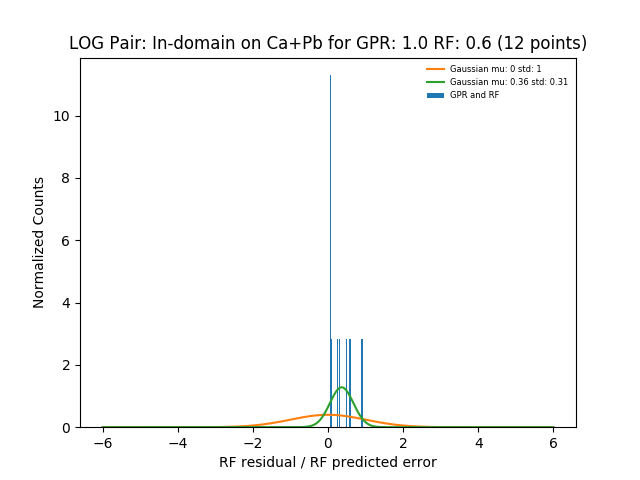 LOG Pair: In-domain on Ca+Pb for GPR: 1.0 RF: 0.6 (12 points)
Gaussian mu: 0 std: 1
Gaussian mu: 0.36 std: 0.31
GPR and RF
Normalized Counts
10
8
6
4
2
0
−6 −4 −2 0 2 4 6
RF residual / RF predicted error